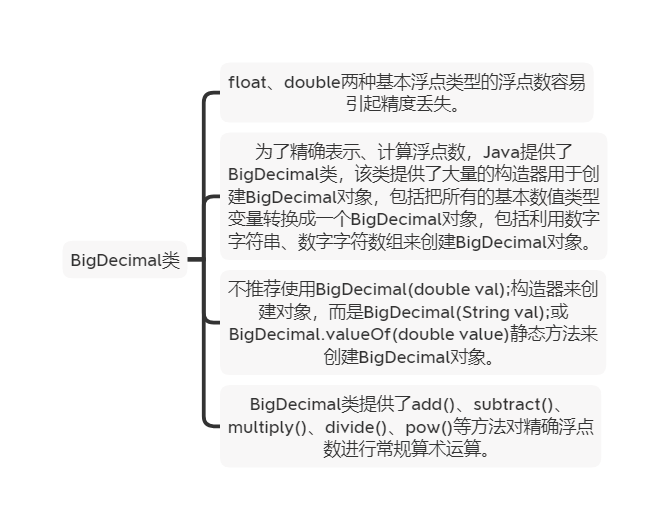 float、double两种基本浮点类型的浮点数容易
引起精度丢失。
为了精确表示、计算浮点数，Java提供了
BigDecimal类，该类提供了大量的构造器用于创
建BigDecimal对象，包括把所有的基本数值类型
变量转换成一个BigDecimal对象，包括利用数字
字符串、数字字符数组来创建BigDecimal对象。
BigDecimal类
不推荐使用BigDecimal(double val);构造器来创
建对象，而是BigDecimal(String val);或
BigDecimal.valueOf(double value)静态方法来
创建BigDecimal对象。
BigDecimal类提供了add()、subtract()、
multiply()、divide()、pow()等方法对精确浮点
数进行常规算术运算。